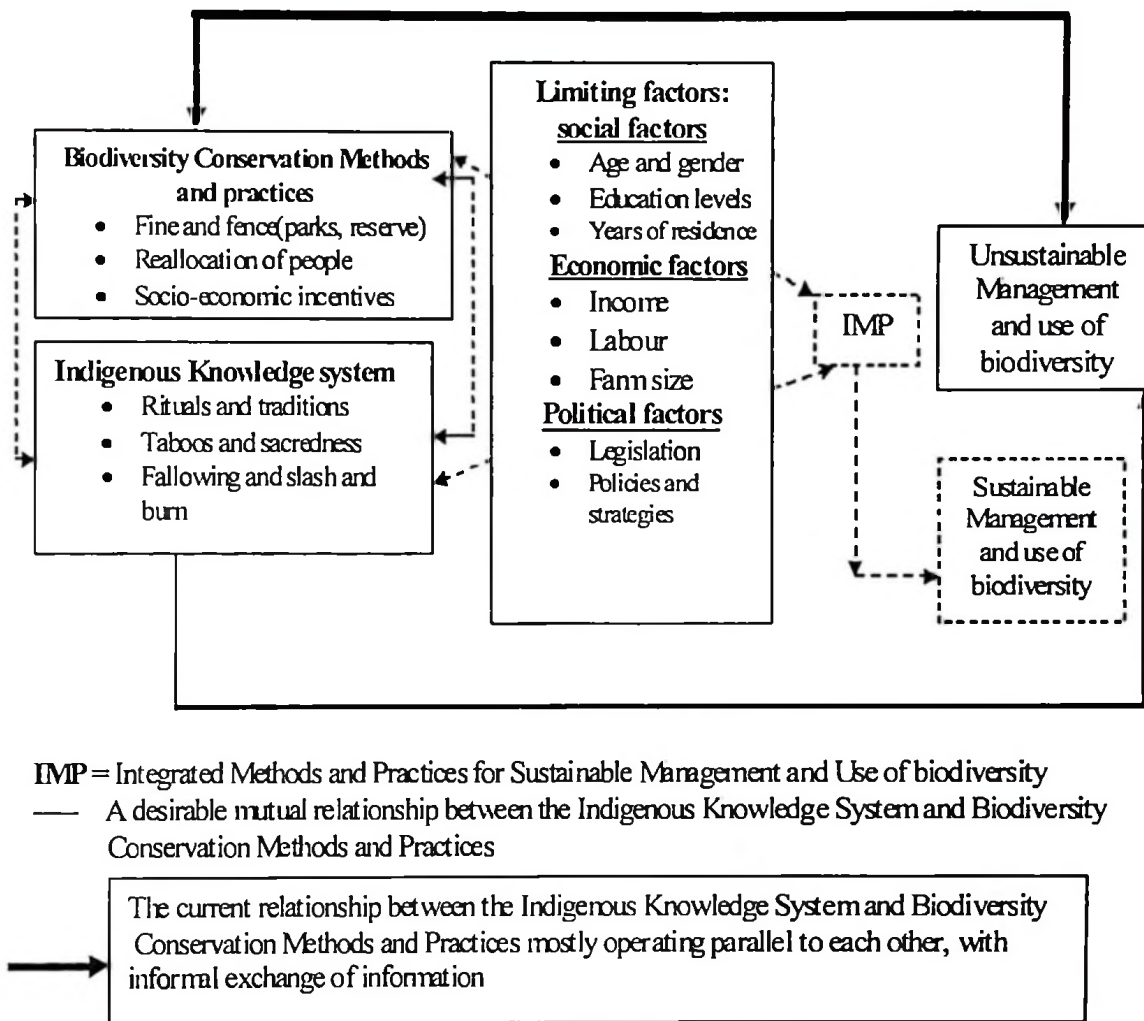 Biodiversity Conservation Methods
and practices
• Fine and fence(parks, reserve)
• Reallocation of people
• Socio-economic incentives
Indigenous Knowledge system
• Rituals and traditions
• Taboos and sacredness
• Fallowing and slash and
burn
Limiting factors:
social factors
• Age and gender
• Education levels
• Years of residence
Economic factors
• Income
• Labour
• Farm size
Political factors
• Legislation
• Policies and
strategies
IMP
Unsustainable
Management
and use of
biodiversity
Sustainable
Management
and use of
biodiversity
IMP = Integrated Methods and Practices for Sustainable Management and Use of biodiversity
— A desirable mutual relationship between the Indigenous Knowledge System and Biodiversity
Conservation Methods and Practices
The current relationship between the Indigenous Knowledge System and Biodiversity
Conservation Methods and Practices mostly operating parallel to each other, with
informal exchange of information